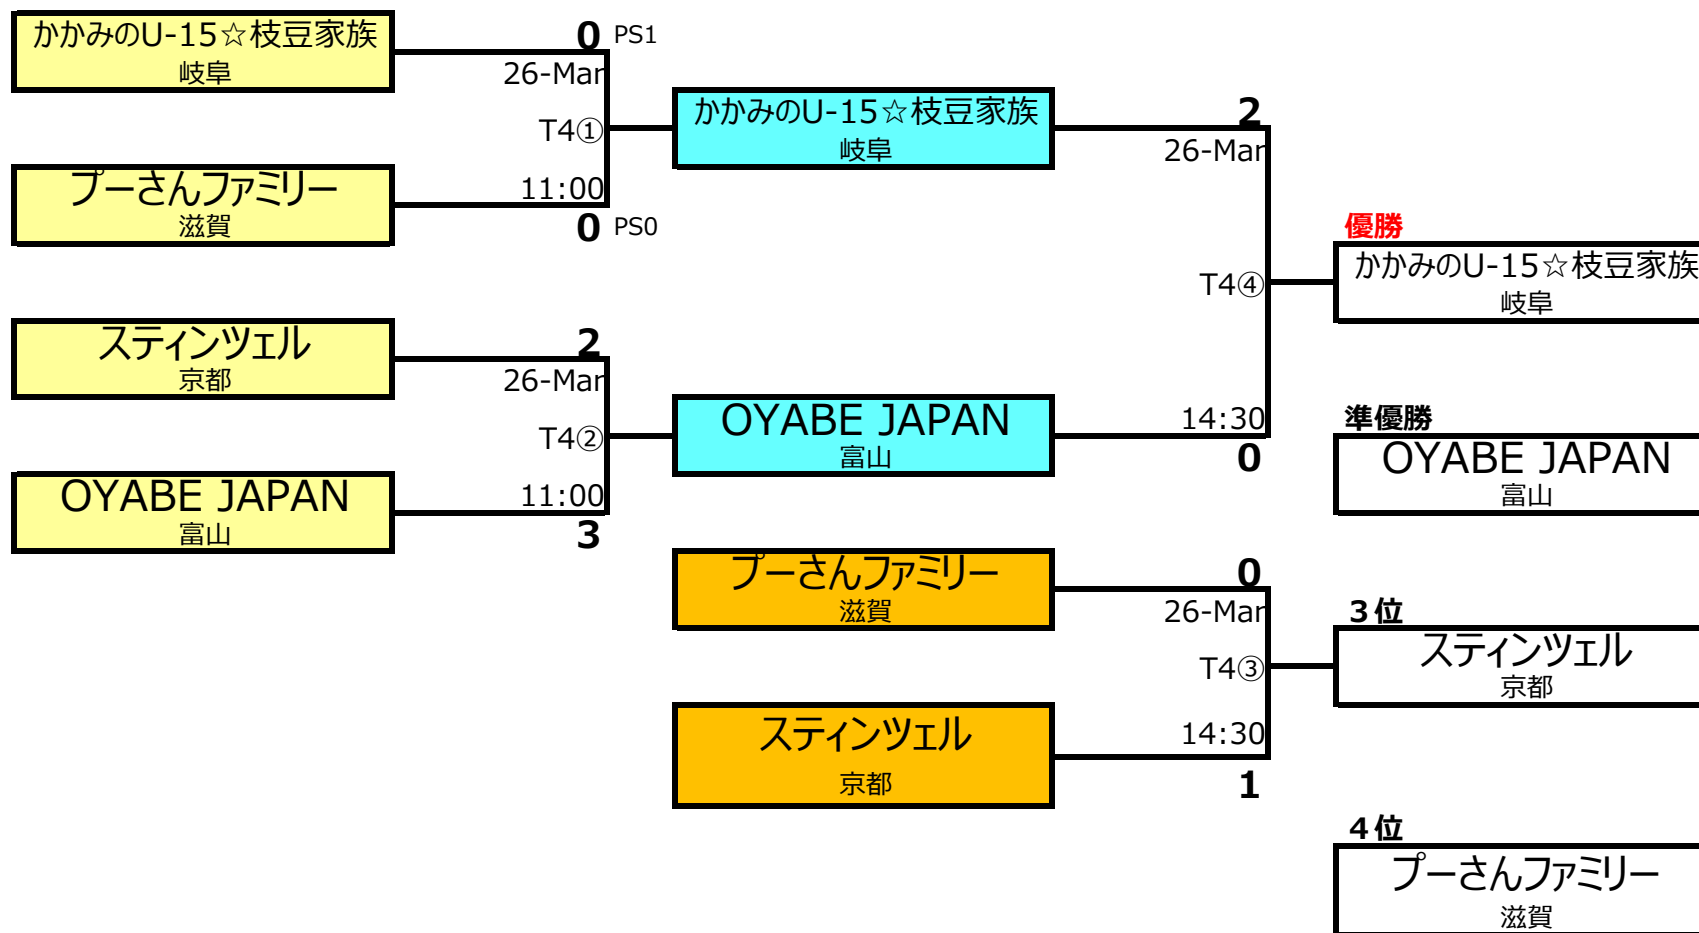 かかみのU-15☆枝豆家族
岐阜
0 PS1
26-Mar
T4①
11:00
プーさんファミリー
滋賀
0 PS0
スティンツェル
京都
2
26-Mar
T4②
11:00
OYABE JAPAN
富山
3
かかみのU-15☆枝豆家族
岐阜
2
26-Mar
T4④
14:30
OYABE JAPAN
富山
0
プーさんファミリー
滋賀
0
26-Mar
T4③
14:30
スティンツェル
京都
1
優勝
かかみのU-15☆枝豆家族
岐阜
準優勝
OYABE JAPAN
富山
３位
スティンツェル
京都
４位
プーさんファミリー
滋賀